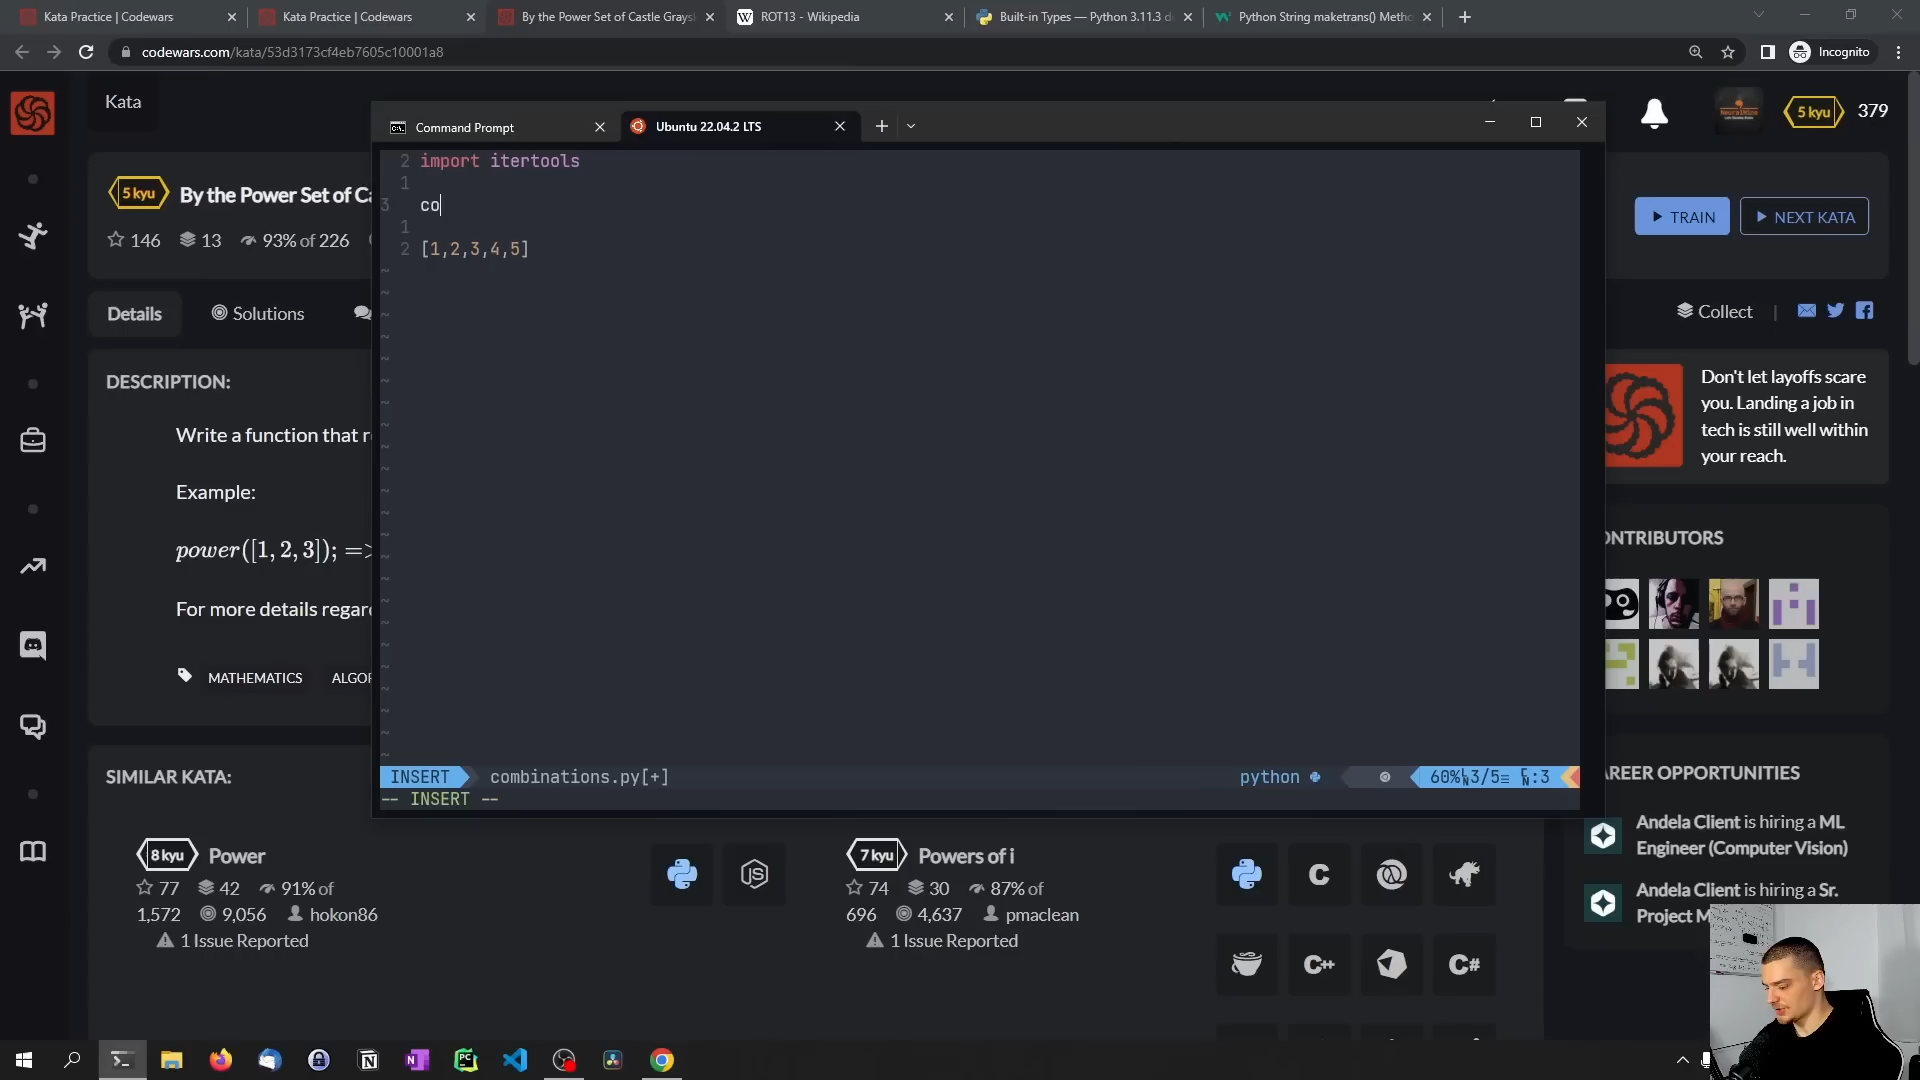 Kata Practice | Codewars
Kata Practice | Codewars
By the Power Set of Castle Graysk
ROT13 - Wikipedia
Built-in Types — Python 3.11.3 d
Python String maketrans() Metho
codewars.com/kata/53d3173cf4eb7605c10001a8
Incognito
Kata
5 kyu
379
Command Prompt
Ubuntu 22.04.2 LTS
2 import itertools
1
3 co
1
2 [1,2,3,4,5]
INSERT combinations.py[+]
python
60% 3/5 :3
-- INSERT --
5 kyu
By the Power Set of Ca
146 13 93% of 226
TRAIN
NEXT KATA
Details
Solutions
Collect
DESCRIPTION:
Write a function that r
Example:
power([1, 2, 3]); =>
For more details regard
MATHEMATICS ALGOR
Don't let layoffs scare
you. Landing a job in
tech is still well within
your reach.
ONTRIBUTORS
SIMILAR KATA:
8 kyu Power
77 42 91% of
1,572 9,056 hokon86
1 Issue Reported
JS
7 kyu Powers of i
74 30 87% of
696 4,637 pmaclean
1 Issue Reported
C
C++
C#
AREER OPPORTUNITIES
Andela Client is hiring a ML
Engineer (Computer Vision)
Andela Client is hiring a Sr.
Project M